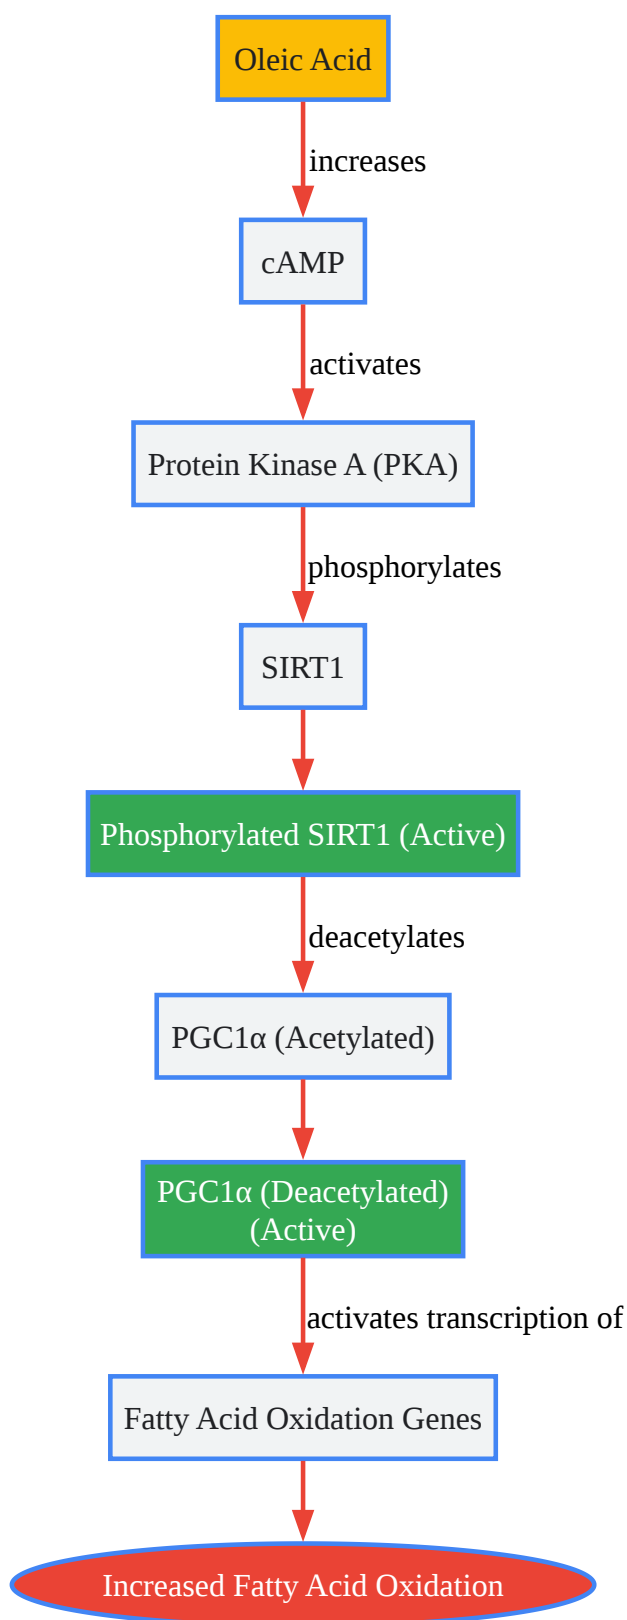 Oleic Acid
increases
cAMP
activates
Protein Kinase A (PKA)
phosphorylates
SIRT1
Phosphorylated SIRT1 (Active)
deacetylates
PGC1α (Acetylated)
PGC1α (Deacetylated)
(Active)
activates transcription of
Fatty Acid Oxidation Genes
Increased Fatty Acid Oxidation